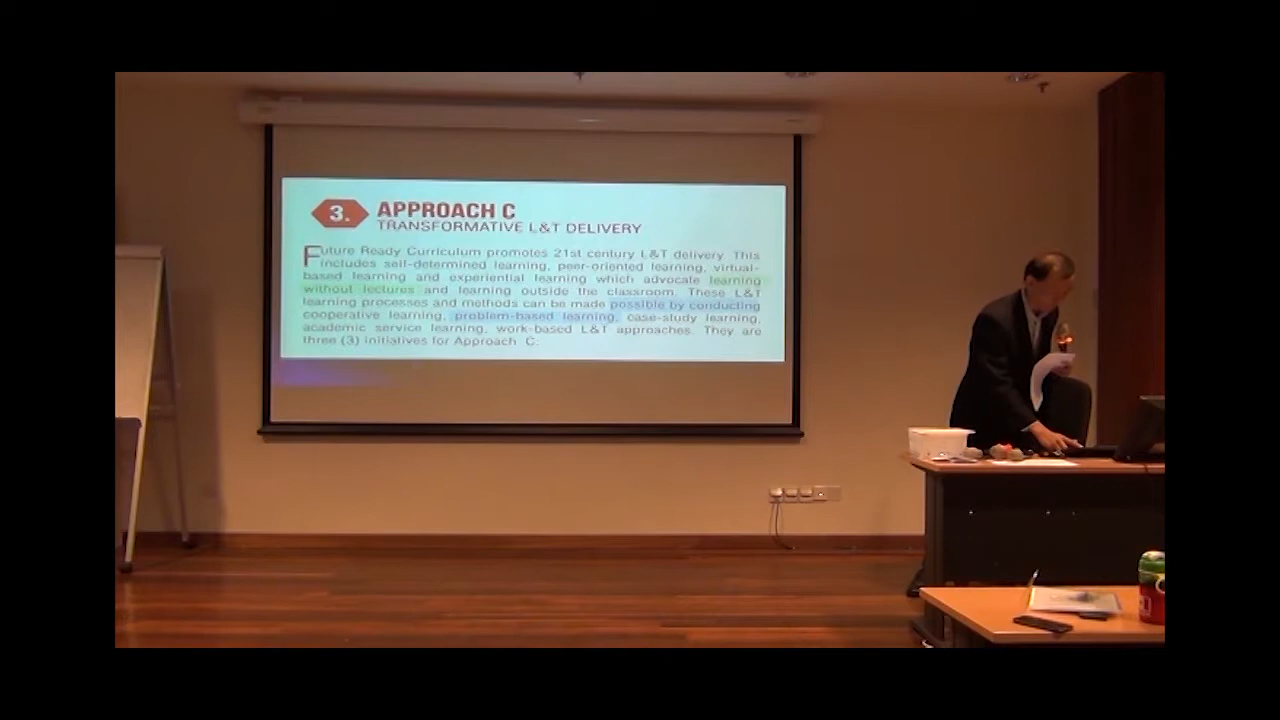 3.
APPROACH C
TRANSFORMATIVE L&T DELIVERY
Future Ready Curriculum promotes 21st century L&T delivery. This
includes self-determined learning, peer-oriented learning, virtual-
based learning and experiential learning which advocate learning
without lectures and learning outside the classroom. These L&T
learning processes and methods can be made possible by conducting
cooperative learning, problem-based learning, case-study learning,
academic service learning, work-based L&T approaches. They are
three (3) initiatives for Approach C.